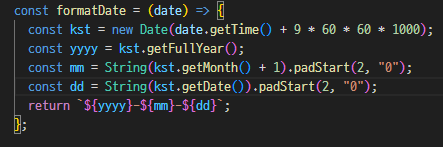 const formatDate = (date) => {
  const kst = new Date(date.getTime() + 9 * 60 * 60 * 1000);
  const yyyy = kst.getFullYear();
  const mm = String(kst.getMonth() + 1).padStart(2, "0");
  const dd = String(kst.getDate()).padStart(2, "0");
  return `${yyyy}-${mm}-${dd}`;
};